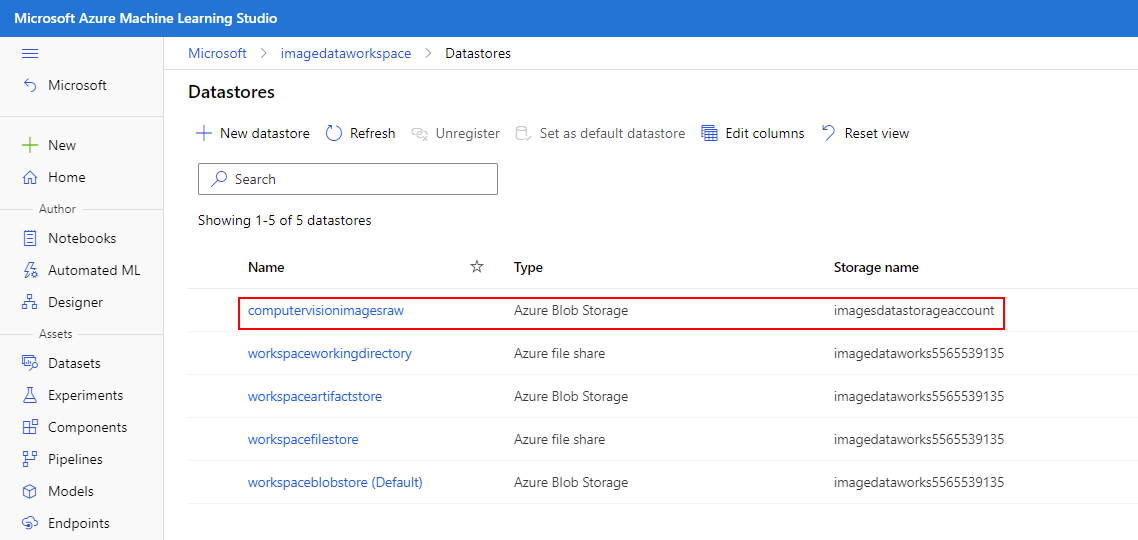 Microsoft Azure Machine Learning Studio
Microsoft
New
Home
Author
Notebooks
Automated ML
Designer
Assets
Datasets
Experiments
Components
Pipelines
Models
Endpoints
Microsoft > imagedataworkspace > Datastores
Datastores
New datastore Refresh Unregister Set as default datastore Edit columns Reset view
Search
Showing 1-5 of 5 datastores
Name Type Storage name
computervisionimagesraw Azure Blob Storage imagesdatastorageaccount
workspaceworkingdirectory Azure file share imagedataworks5565539135
workspaceartifactstore Azure Blob Storage imagedataworks5565539135
workspacefilestore Azure file share imagedataworks5565539135
workspaceblobstore (Default) Azure Blob Storage imagedataworks5565539135